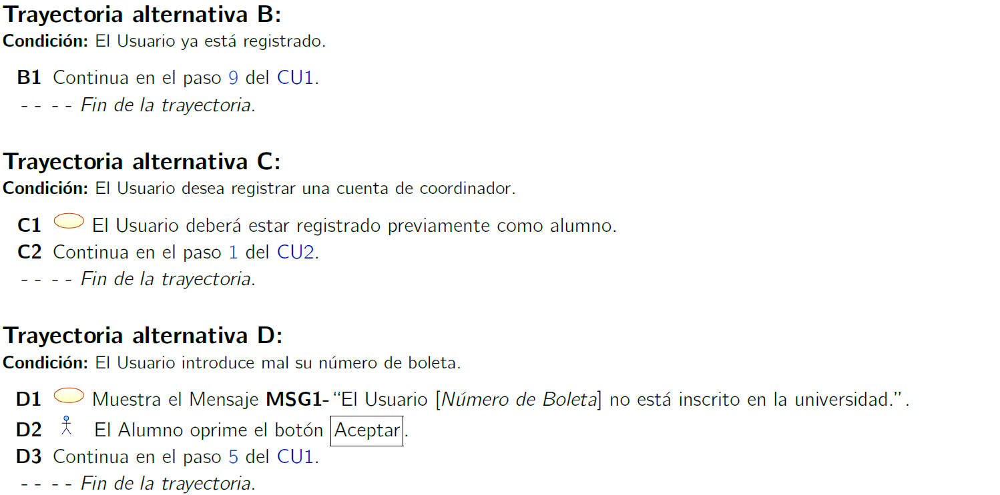 Trayectoria alternativa B:
Condición: El Usuario ya está registrado.
B1 Continua en el paso 9 del CU1.
- - - - Fin de la trayectoria.
Trayectoria alternativa C:
Condición: El Usuario desea registrar una cuenta de coordinador.
C1 El Usuario deberá estar registrado previamente como alumno.
C2 Continua en el paso 1 del CU2.
- - - - Fin de la trayectoria.
Trayectoria alternativa D:
Condición: El Usuario introduce mal su número de boleta.
D1 Muestra el Mensaje MSG1-“El Usuario [Número de Boleta] no está inscrito en la universidad.”.
D2 El Alumno oprime el botón Aceptar.
D3 Continua en el paso 5 del CU1.
- - - - Fin de la trayectoria.